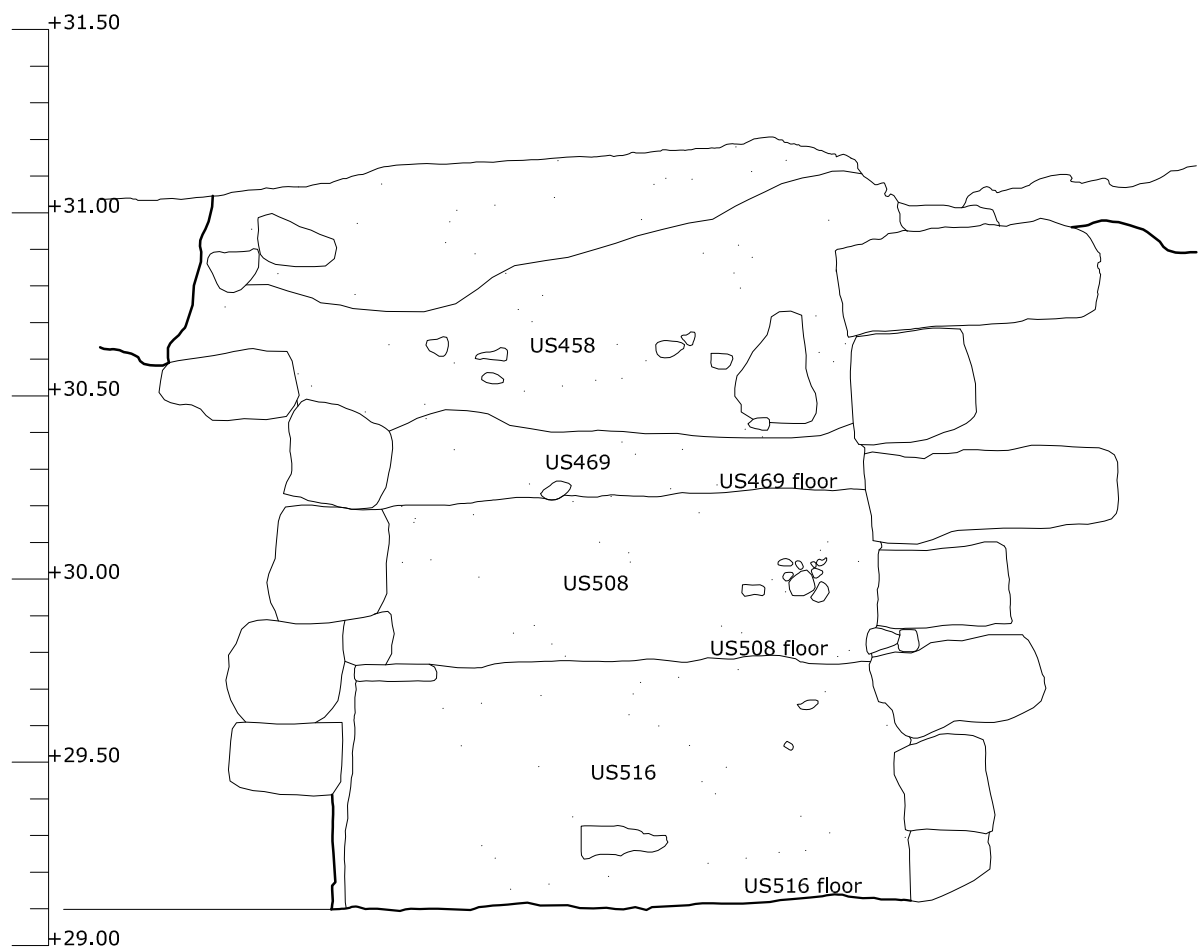 +31.50
+31.00
US458
+30.50
US469
US469 floor
+30.00
US508
US508 floor
+29.50
US516
US516 floor
+29.00